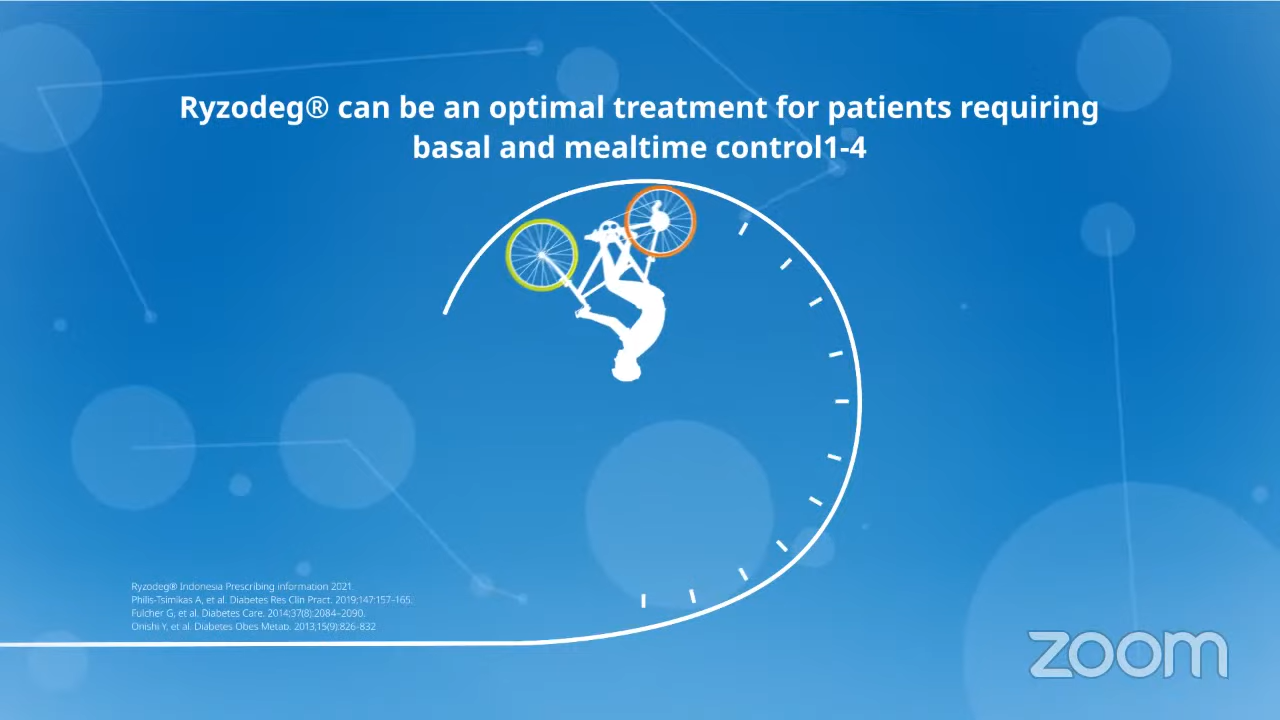 Ryzodeg® can be an optimal treatment for patients requiring
basal and mealtime control1-4
Ryzodeg® Indonesia Prescribing information 2021
Philis-Tsimikas A, et al. Diabetes Res Clin Pract. 2019;147:157–165.
Fulcher G, et al. Diabetes Care. 2014;37(8):2084–2090.
Onishi Y, et al. Diabetes Obes Metab. 2013,15(9):826-832
zoom